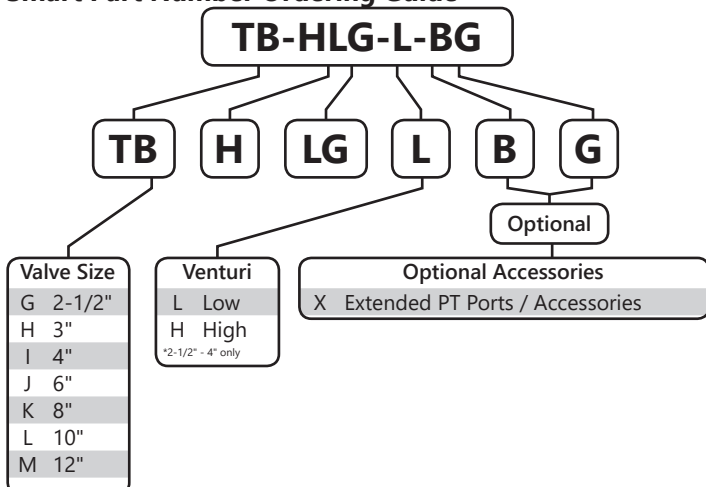 Smart Part Number Ordering Guide
TB-HLG-L-BG
TB H LG L B G
Optional
Valve Size
G 2-1/2"
H 3"
I 4"
J 6"
K 8"
L 10"
M 12"
Venturi
L Low
H High
*2-1/2" - 4" only
Optional Accessories
X Extended PT Ports / Accessories